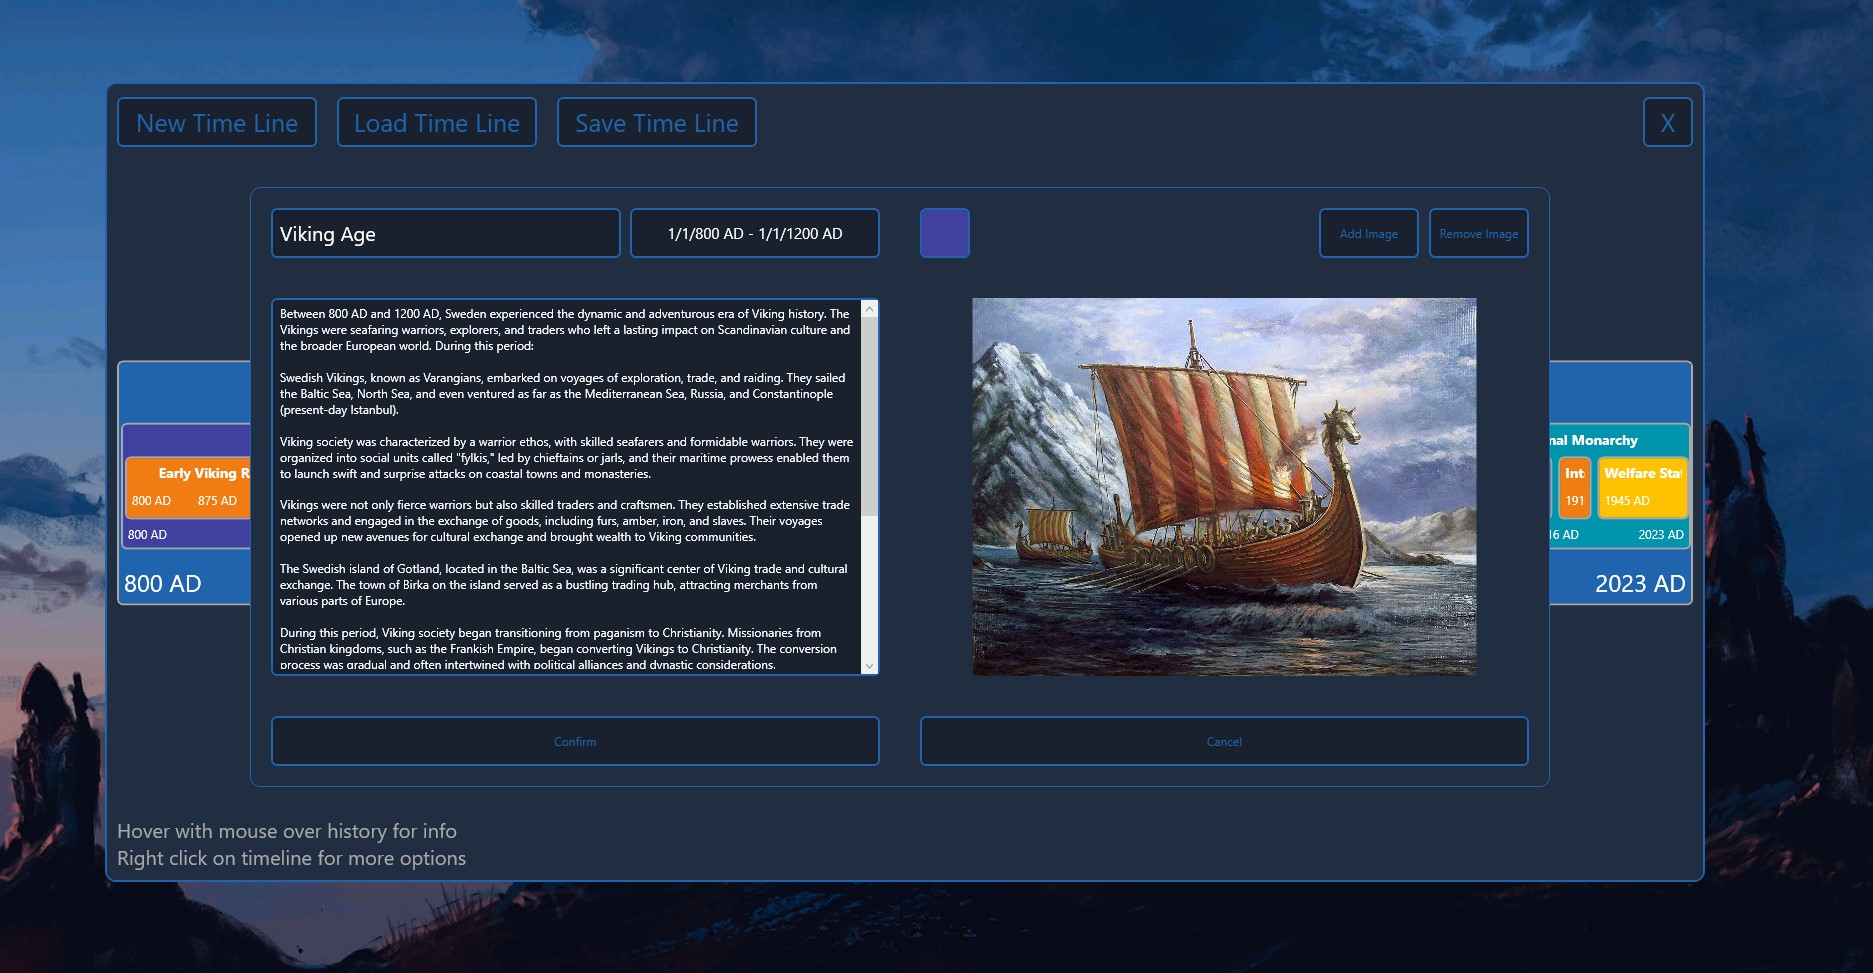 New Time Line
Load Time Line
Save Time Line
X
Viking Age
1/1/800 AD - 1/1/1200 AD
Add Image
Remove Image
Between 800 AD and 1200 AD, Sweden experienced the dynamic and adventurous era of Viking history. The
Vikings were seafaring warriors, explorers, and traders who left a lasting impact on Scandinavian culture and
the broader European world. During this period:
Swedish Vikings, known as Varangians, embarked on voyages of exploration, trade, and raiding. They sailed
the Baltic Sea, North Sea, and even ventured as far as the Mediterranean Sea, Russia, and Constantinople
(present-day Istanbul).
Viking society was characterized by a warrior ethos, with skilled seafarers and formidable warriors. They were
organized into social units called "fylkis," led by chieftains or jarls, and their maritime prowess enabled them
to launch swift and surprise attacks on coastal towns and monasteries.
Vikings were not only fierce warriors but also skilled traders and craftsmen. They established extensive trade
networks and engaged in the exchange of goods, including furs, amber, iron, and slaves. Their voyages
opened up new avenues for cultural exchange and brought wealth to Viking communities.
The Swedish island of Gotland, located in the Baltic Sea, was a significant center of Viking trade and cultural
exchange. The town of Birka on the island served as a bustling trading hub, attracting merchants from
various parts of Europe.
During this period, Viking society began transitioning from paganism to Christianity. Missionaries from
Christian kingdoms, such as the Frankish Empire, began converting Vikings to Christianity. The conversion
process was gradual and often intertwined with political alliances and dynastic considerations.
Early Viking R
800 AD
875 AD
800 AD
800 AD
nal Monarchy
Int
191
Welfare Sta
1945 AD
16 AD
2023 AD
2023 AD
Confirm
Cancel
Hover with mouse over history for info
Right click on timeline for more options